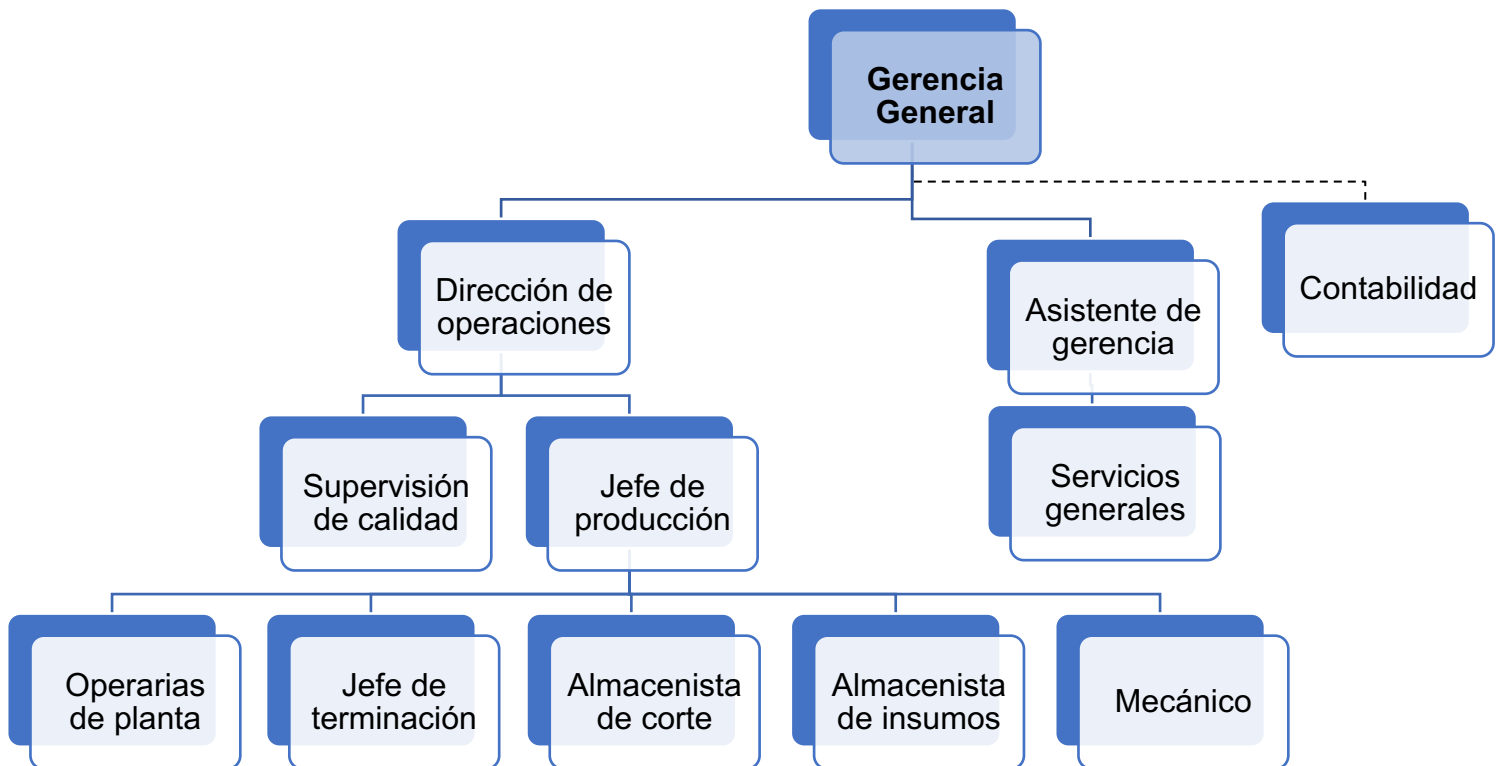 Gerencia
General
Dirección de
operaciones
Asistente de
gerencia
Contabilidad
Supervisión
de calidad
Jefe de
producción
Servicios
generales
Operarias
de planta
Jefe de
terminación
Almacenista
de corte
Almacenista
de insumos
Mecánico